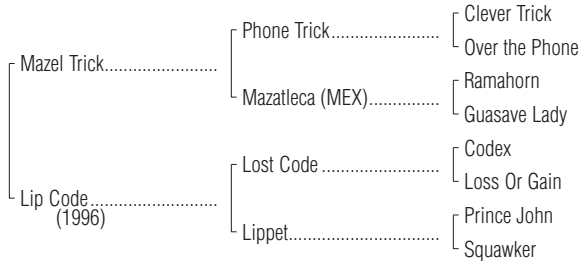 Clever Trick
Phone Trick
Over the Phone
Mazel Trick
Ramahorn
Mazatleca (MEX)
Guasave Lady
Codex
Lost Code
Loss Or Gain
Lip Code
(1996)
Prince John
Lippet
Squawker